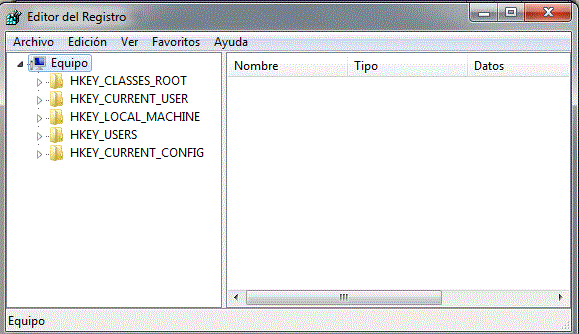 Editor del Registro
Archivo Edición Ver Favoritos Ayuda
Equipo
HKEY_CLASSES_ROOT
HKEY_CURRENT_USER
HKEY_LOCAL_MACHINE
HKEY_USERS
HKEY_CURRENT_CONFIG
Nombre Tipo Datos
Equipo